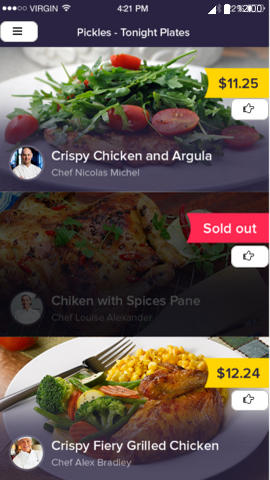 VIRGIN 4:21 PM
Pickles - Tonight Plates
$11.25
Crispy Chicken and Argula
Chef Nicolas Michel
Sold out
Chiken with Spices Pane
Chef Louise Alexander
$12.24
Crispy Fiery Grilled Chicken
Chef Alex Bradley